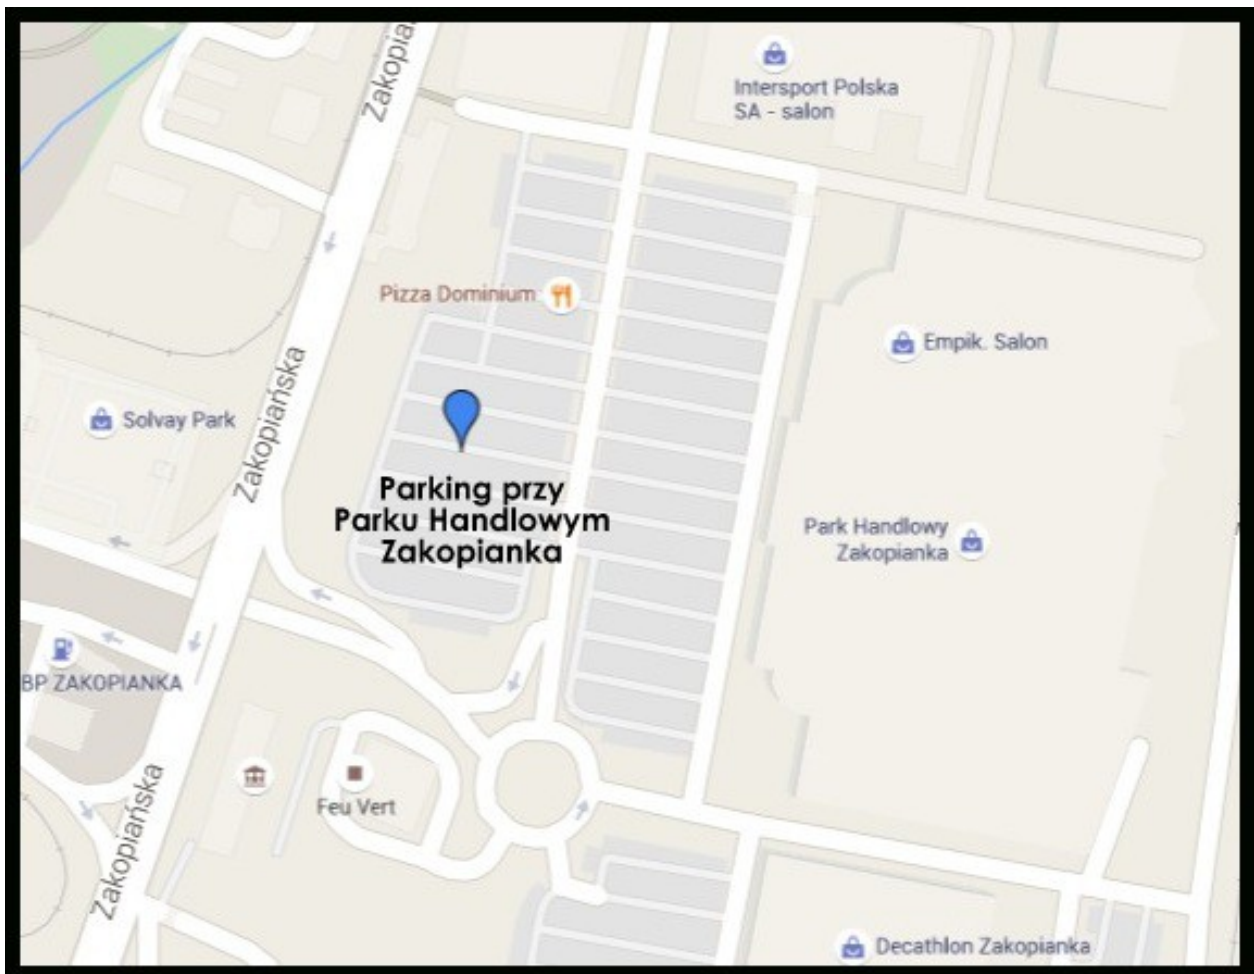 Zakopia
Intersport Polska
SA - salon
Pizza Dominium
Empik. Salon
Zakopiańska
Solvay Park
Parking przy
Parku Handlowym
Zakopianka
Park Handlowy
Zakopianka
BP ZAKOPIANKA
Feu Vert
Zakopiańska
Decathlon Zakopianka